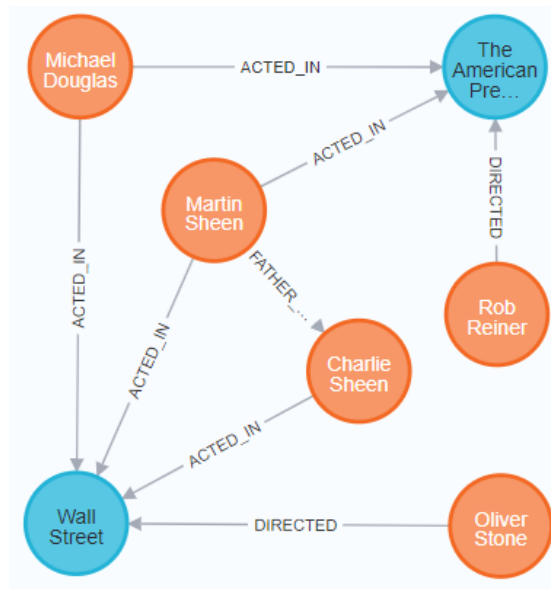 Michael
Douglas
ACTED_IN
The
American
Pre...
ACTED_IN
Martin
Sheen
DIRECTED
ACTED_IN
FATHER_...
Rob
Reiner
ACTED_IN
Charlie
Sheen
ACTED_IN
Wall
Street
DIRECTED
Oliver
Stone